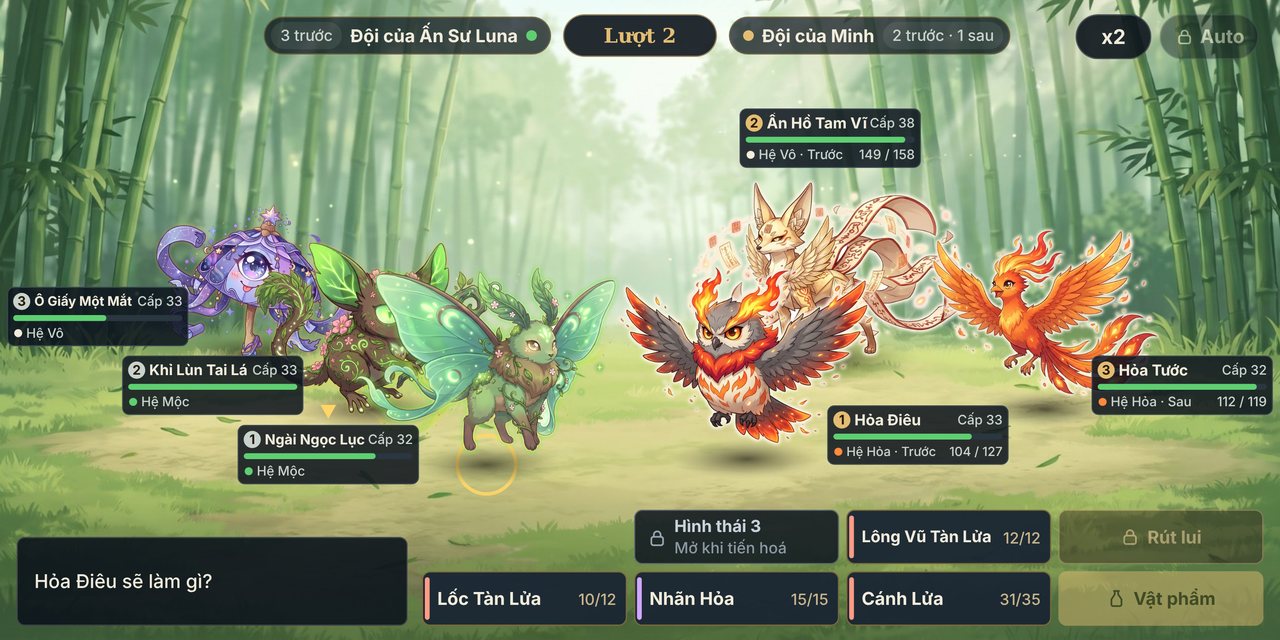 3 trước Đội của Ấn Sư Luna
Lượt 2
Đội của Minh 2 trước · 1 sau
x2
Auto
2 Ấn Hồ Tam Vĩ Cấp 38
Hệ Vô · Trước 149 / 158
3 Ô Giấy Một Mắt Cấp 33
Hệ Vô
2 Khỉ Lùn Tai Lá Cấp 33
Hệ Mộc
1 Ngài Ngọc Lục Cấp 32
Hệ Mộc
3 Hỏa Tước Cấp 32
Hệ Hỏa · Sau 112 / 119
1 Hỏa Điêu Cấp 33
Hệ Hỏa · Trước 104 / 127
Hỏa Điêu sẽ làm gì?
Hình thái 3
Mở khi tiến hoá
Lông Vũ Tàn Lửa 12/12
Rút lui
Lốc Tàn Lửa 10/12
Nhãn Hỏa 15/15
Cánh Lửa 31/35
Vật phẩm